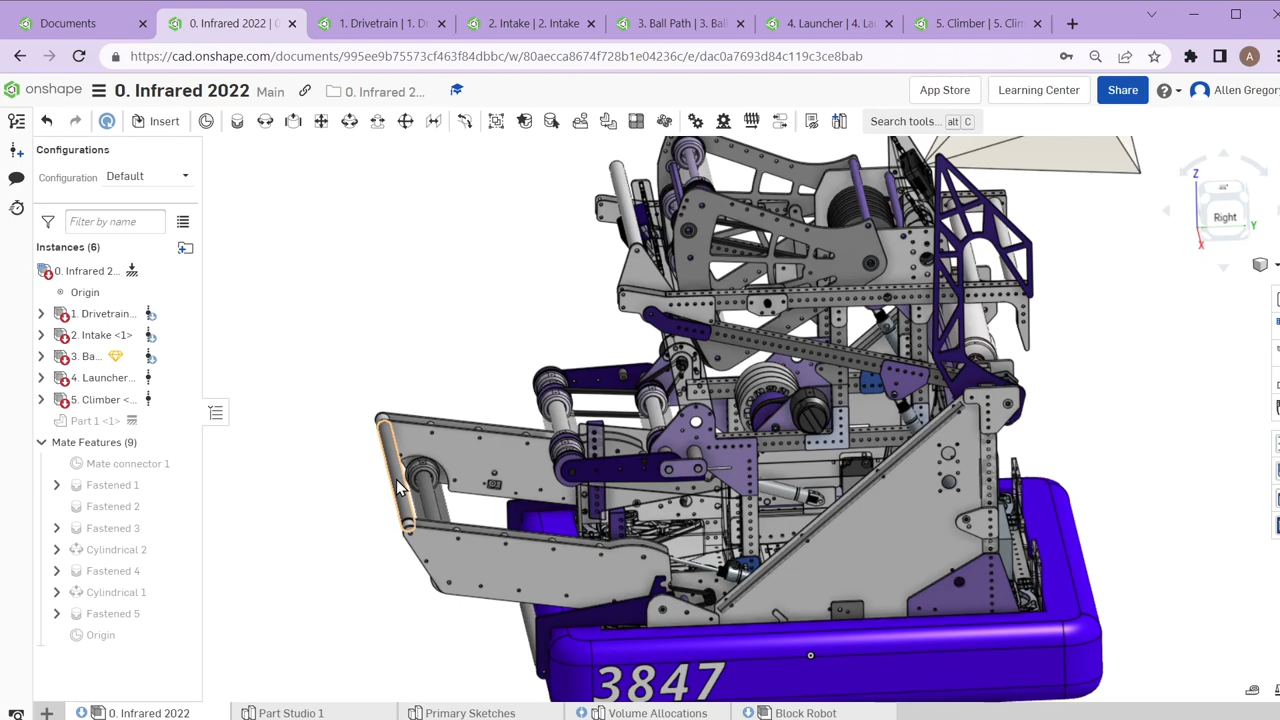 Documents
0. Infrared 2022 |
1. Drivetrain | 1. D
2. Intake | 2. Intake
3. Ball Path | 3. Ball
4. Launcher | 4. Lau
5. Climber | 5. Clim
https://cad.onshape.com/documents/995ee9b75573cf463f84dbbc/w/80aecca8674f728b1e04236c/e/dac0a7693d84c119c3ce8bab
A
onshape
0. Infrared 2022
Main
0. Infrared 2...
App Store
Learning Center
Share
Allen Gregory
Insert
Search tools... alt C
Configurations
Configuration Default
Filter by name
Instances (6)
0. Infrared 2...
Origin
1. Drivetrain...
2. Intake <1>
3. Ba...
4. Launcher...
5. Climber <...
Part 1 <1>
Mate Features (9)
Mate connector 1
Fastened 1
Fastened 2
Fastened 3
Cylindrical 2
Fastened 4
Cylindrical 1
Fastened 5
Origin
Z
Right
Y
X
3847
0. Infrared 2022
Part Studio 1
Primary Sketches
Volume Allocations
Block Robot